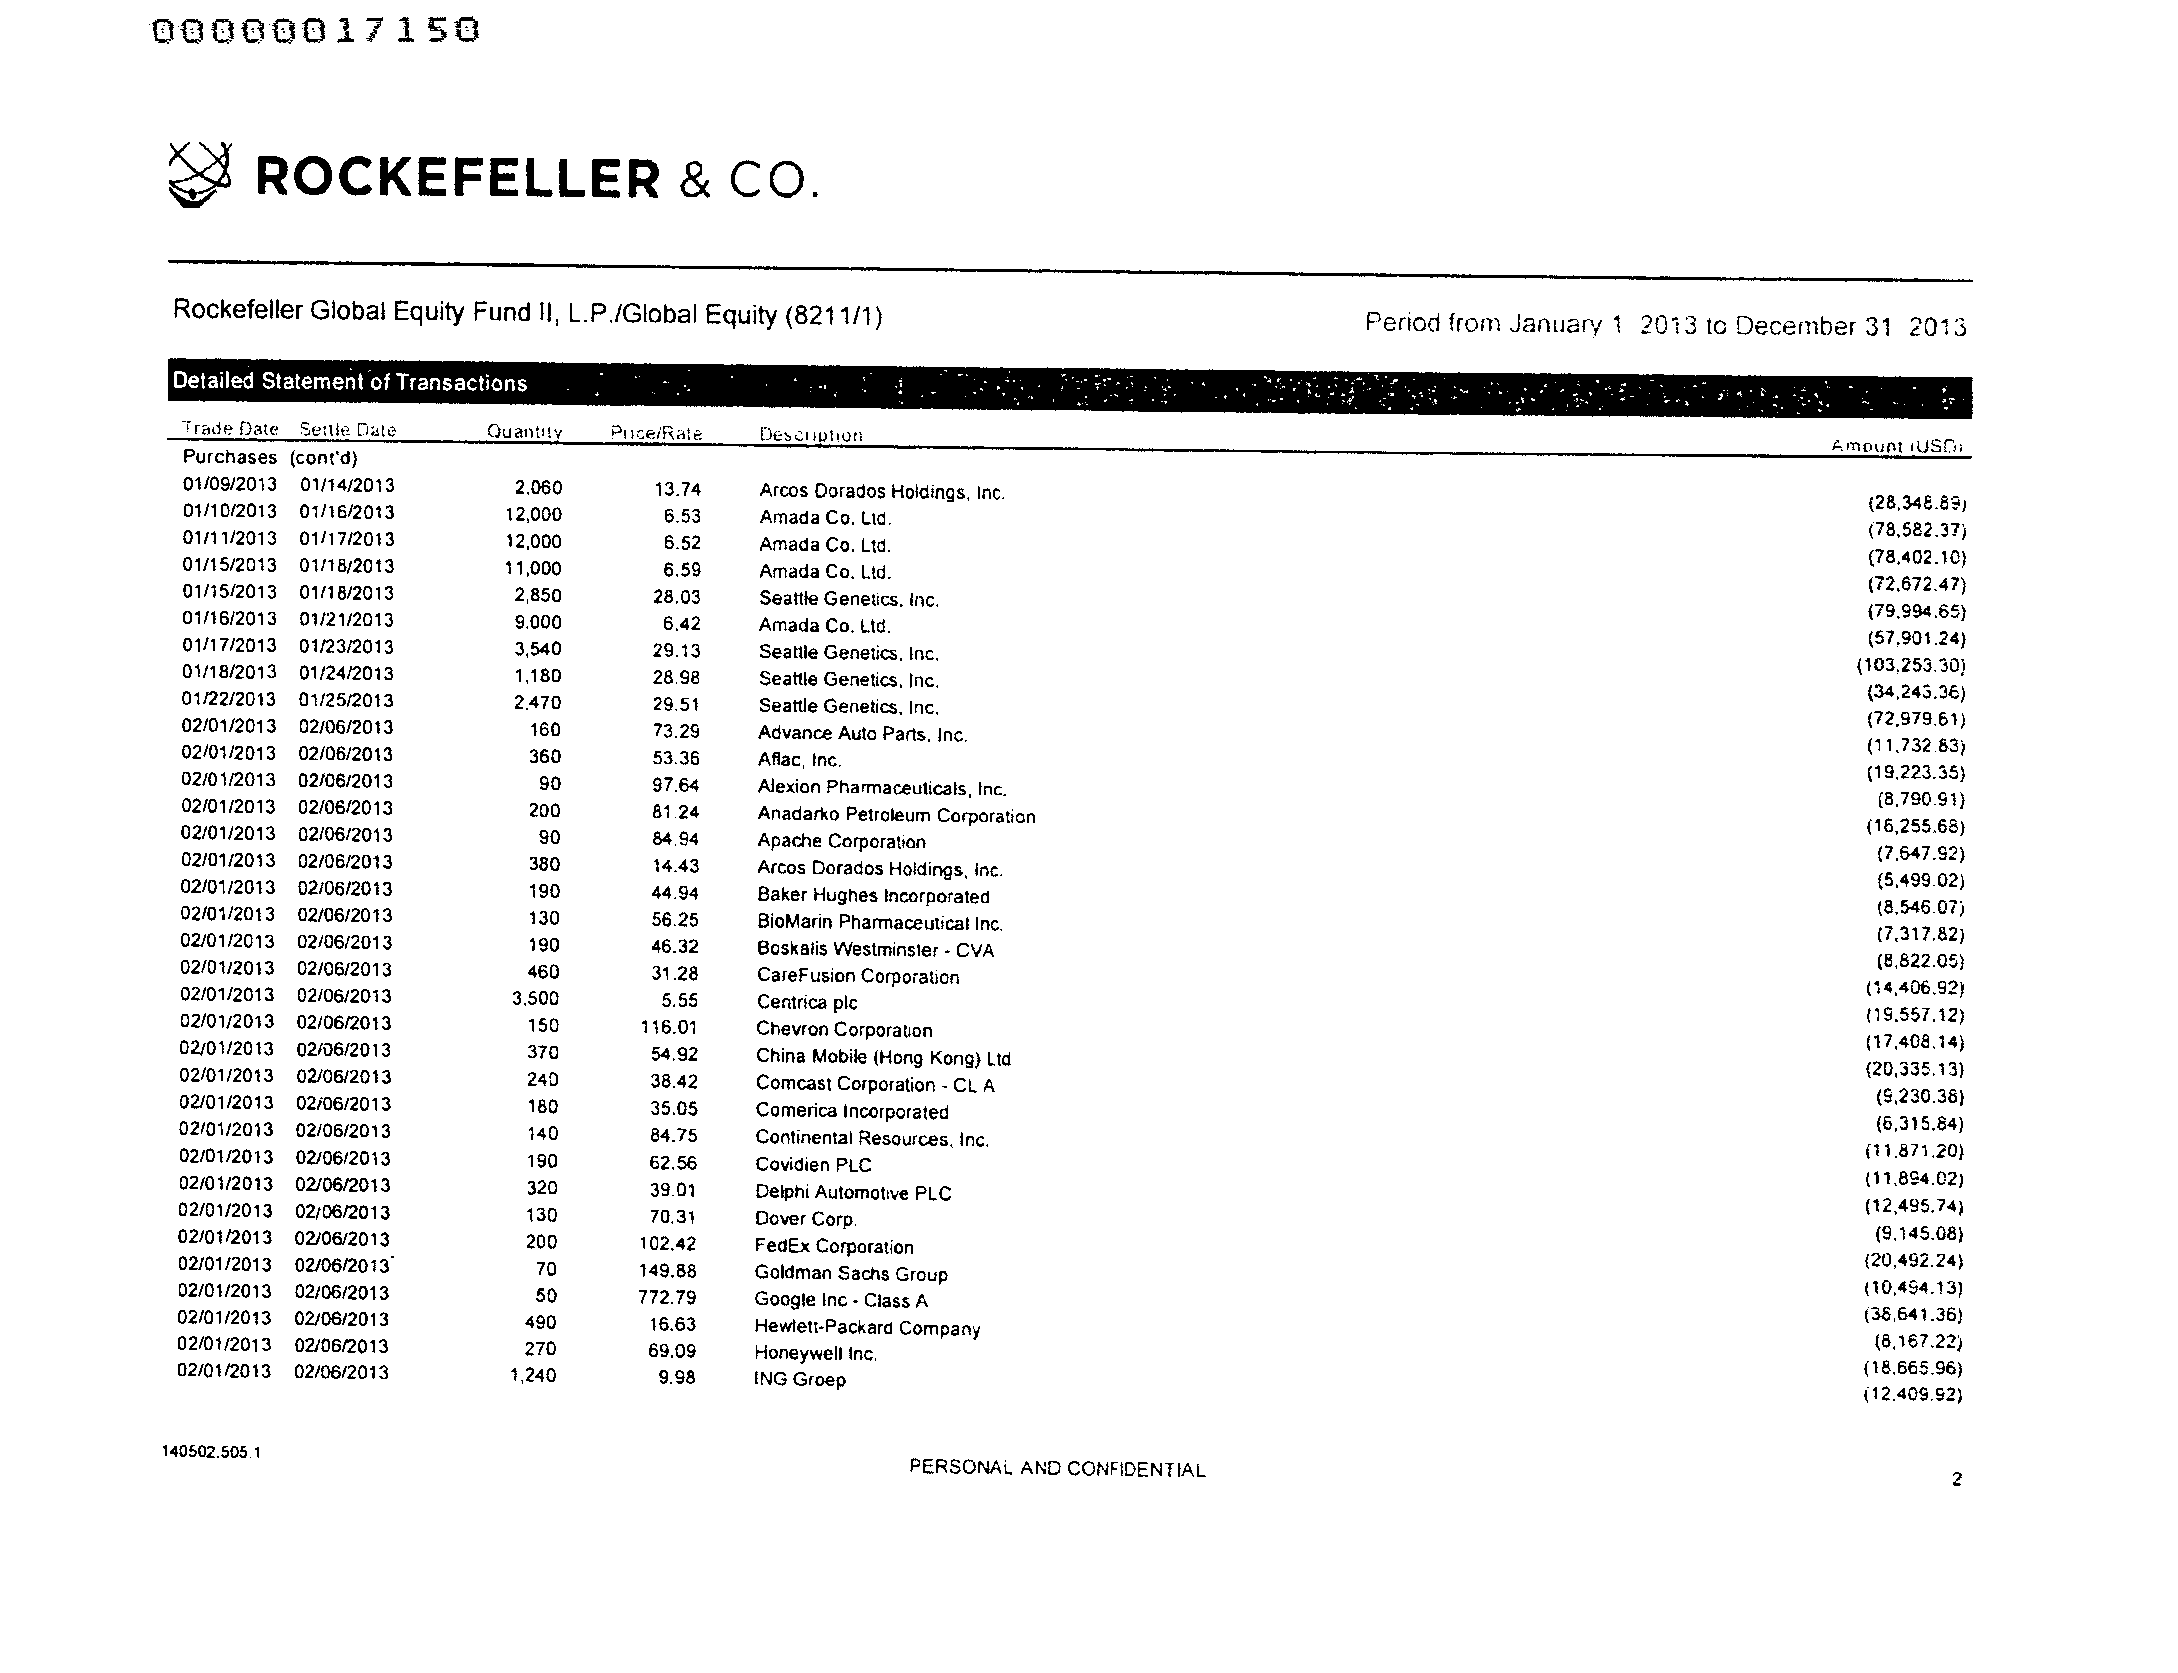 00000017150
ROCKEFELLER & CO.
Rockefeller Global Equity Fund II, L.P./Global Equity (8211/1)
Period from January 1 2013 to December 31 2013
Detailed Statement of Transactions
Trade Date Settle Date Quantity Price/Rate Description Amount (USD)
Purchases (cont'd)
01/09/2013 01/14/2013 2,060 13.74 Arcos Dorados Holdings, Inc. (28,348.89)
01/10/2013 01/16/2013 12,000 6.53 Amada Co. Ltd. (78,582.37)
01/11/2013 01/17/2013 12,000 6.52 Amada Co. Ltd. (78,402.10)
01/15/2013 01/18/2013 11,000 6.59 Amada Co. Ltd. (72,672.47)
01/15/2013 01/18/2013 2,850 28.03 Seattle Genetics, Inc. (79,994.65)
01/16/2013 01/21/2013 9,000 6.42 Amada Co. Ltd. (57,901.24)
01/17/2013 01/23/2013 3,540 29.13 Seattle Genetics, Inc. (103,253.30)
01/18/2013 01/24/2013 1,180 28.98 Seattle Genetics, Inc. (34,243.36)
01/22/2013 01/25/2013 2,470 29.51 Seattle Genetics, Inc. (72,979.61)
02/01/2013 02/06/2013 160 73.29 Advance Auto Parts, Inc. (11,732.83)
02/01/2013 02/06/2013 360 53.36 Aflac, Inc. (19,223.35)
02/01/2013 02/06/2013 90 97.64 Alexion Pharmaceuticals, Inc. (8,790.91)
02/01/2013 02/06/2013 200 81.24 Anadarko Petroleum Corporation (16,255.68)
02/01/2013 02/06/2013 90 84.94 Apache Corporation (7,647.92)
02/01/2013 02/06/2013 380 14.43 Arcos Dorados Holdings, Inc. (5,499.02)
02/01/2013 02/06/2013 190 44.94 Baker Hughes Incorporated (8,546.07)
02/01/2013 02/06/2013 130 56.25 BioMarin Pharmaceutical Inc. (7,317.82)
02/01/2013 02/06/2013 190 46.32 Boskalis Westminster - CVA (8,822.05)
02/01/2013 02/06/2013 460 31.28 CareFusion Corporation (14,406.92)
02/01/2013 02/06/2013 3,500 5.55 Centrica plc (19,557.12)
02/01/2013 02/06/2013 150 116.01 Chevron Corporation (17,408.14)
02/01/2013 02/06/2013 370 54.92 China Mobile (Hong Kong) Ltd (20,335.13)
02/01/2013 02/06/2013 240 38.42 Comcast Corporation - CL A (9,230.38)
02/01/2013 02/06/2013 180 35.05 Comerica Incorporated (6,315.84)
02/01/2013 02/06/2013 140 84.75 Continental Resources, Inc. (11,871.20)
02/01/2013 02/06/2013 190 62.56 Covidien PLC (11,894.02)
02/01/2013 02/06/2013 320 39.01 Delphi Automotive PLC (12,495.74)
02/01/2013 02/06/2013 130 70.31 Dover Corp. (9,145.08)
02/01/2013 02/06/2013 200 102.42 FedEx Corporation (20,492.24)
02/01/2013 02/06/2013 70 149.88 Goldman Sachs Group (10,494.13)
02/01/2013 02/06/2013 50 772.79 Google Inc - Class A (38,641.36)
02/01/2013 02/06/2013 490 16.63 Hewlett-Packard Company (8,167.22)
02/01/2013 02/06/2013 270 69.09 Honeywell Inc. (18,665.96)
02/01/2013 02/06/2013 1,240 9.98 ING Groep (12,409.92)
140502.505.1
PERSONAL AND CONFIDENTIAL
2